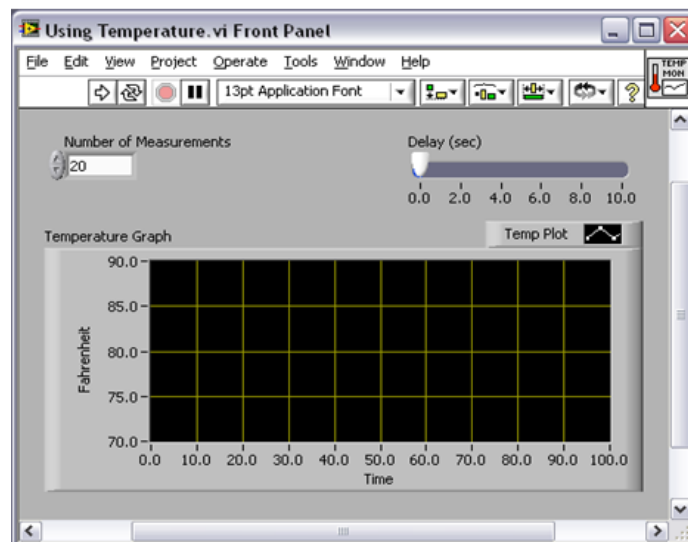 Using Temperature.vi Front Panel
File Edit View Project Operate Tools Window Help
TEMP
MON
13pt Application Font
?
Number of Measurements
20
Delay (sec)
0.0 2.0 4.0 6.0 8.0 10.0
Temperature Graph
Temp Plot
90.0
85.0
80.0
75.0
70.0
Fahrenheit
0.0 10.0 20.0 30.0 40.0 50.0 60.0 70.0 80.0 90.0 100.0
Time